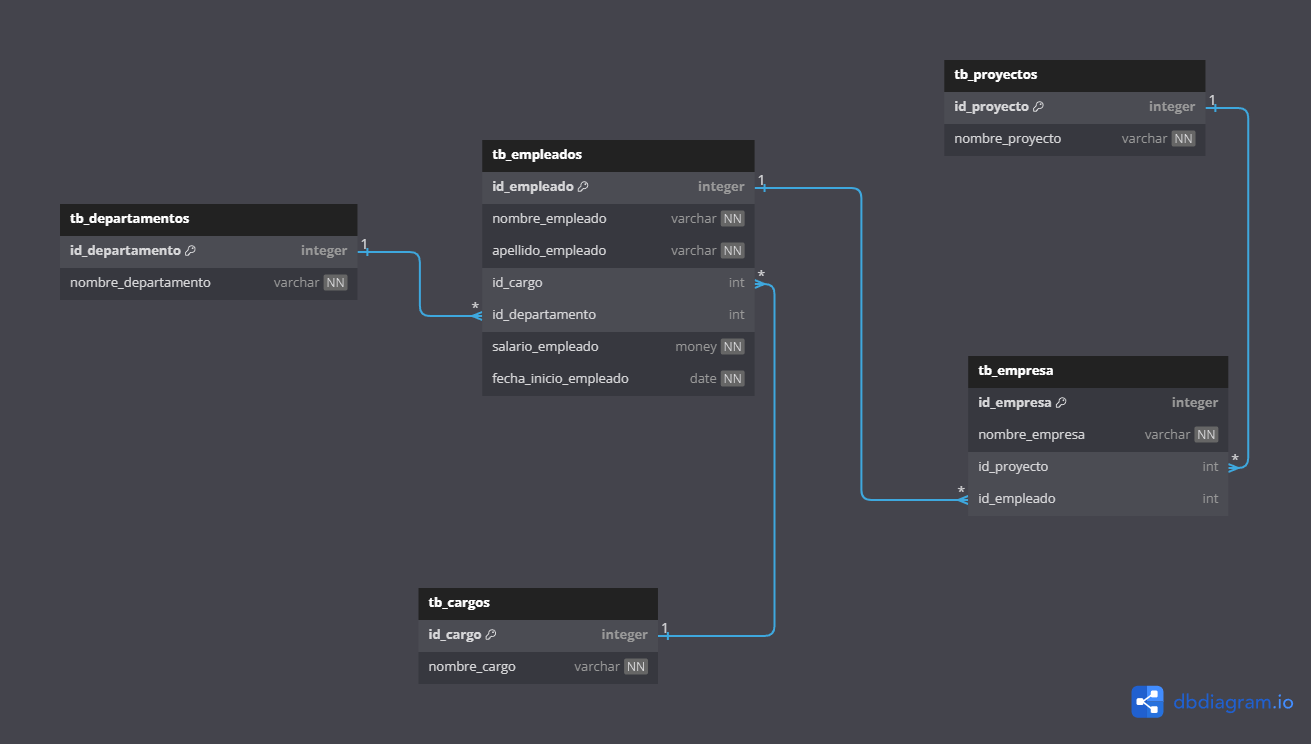 tb_proyectos
id_proyecto integer
nombre_proyecto varchar NN
tb_empleados
id_empleado integer
nombre_empleado varchar NN
apellido_empleado varchar NN
id_cargo int
id_departamento int
salario_empleado money NN
fecha_inicio_empleado date NN
tb_departamentos
id_departamento integer
nombre_departamento varchar NN
tb_empresa
id_empresa integer
nombre_empresa varchar NN
id_proyecto int
id_empleado int
tb_cargos
id_cargo integer
nombre_cargo varchar NN
1
1
1
*
*
*
*
1
dbdiagram.io